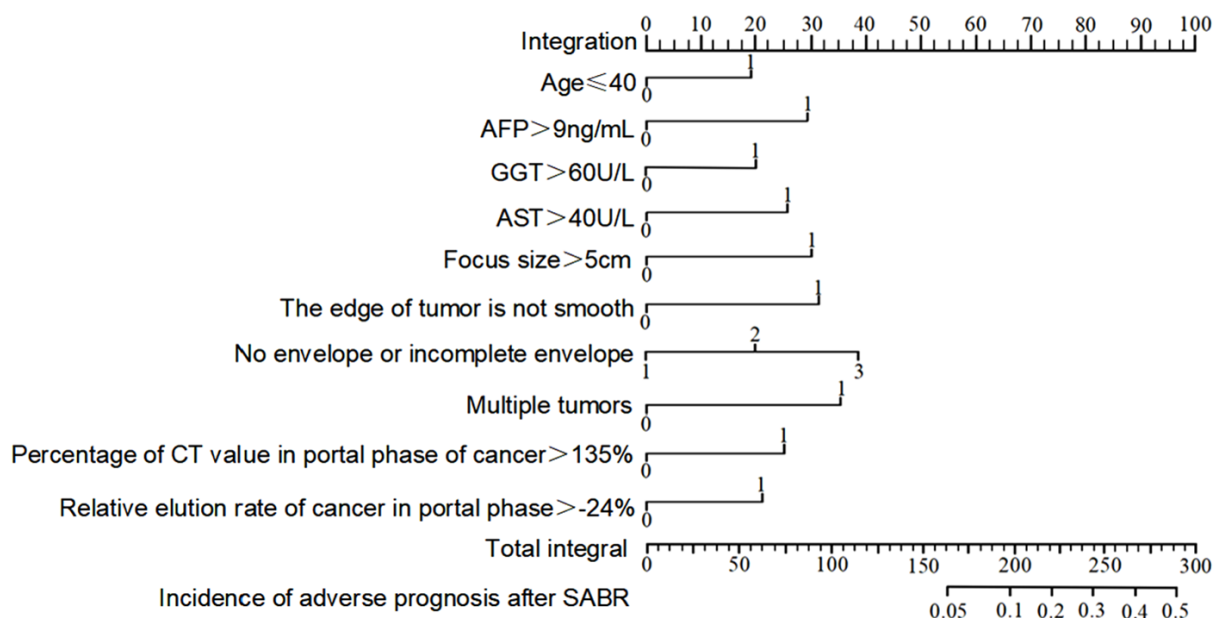 0 10 20 30 40 50 60 70 80 90 100
Integration
1
Age≤40
0
1
AFP>9ng/mL
0
1
GGT>60U/L
0
1
AST>40U/L
0
1
Focus size>5cm
0
1
The edge of tumor is not smooth
0
2
No envelope or incomplete envelope
1 3
1
Multiple tumors
0
1
Percentage of CT value in portal phase of cancer>135%
0
1
Relative elution rate of cancer in portal phase>-24%
0
Total integral
0 50 100 150 200 250 300
Incidence of adverse prognosis after SABR
0.05 0.1 0.2 0.3 0.4 0.5